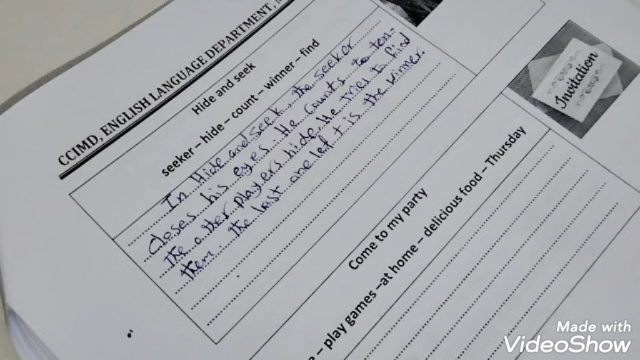 CCIMD, ENGLISH LANGUAGE DEPARTMENT,
Hide and seek
seeker – hide – count – winner – find
In Hide and seek the seeker
closes his eyes. He counts to ten.
the other players hide. He tries to find
them. the last one left is the winner.
Invitation
Come to my party
– play games – at home – delicious food – Thursday
Made with
VideoShow